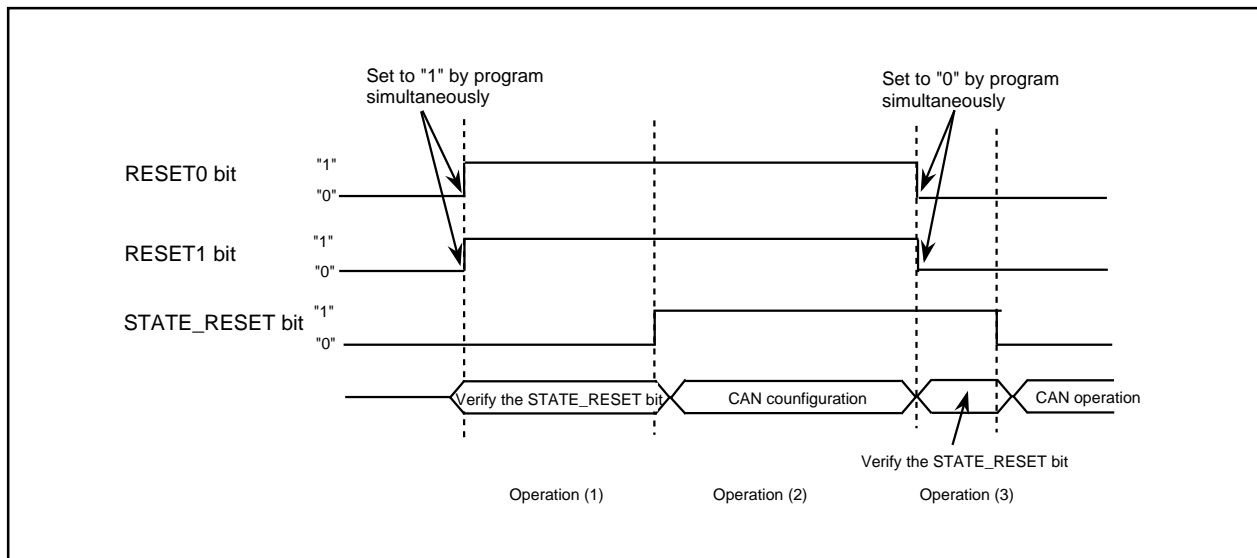 Set to "1" by program
simultaneously
Set to "0" by program
simultaneously
RESET0 bit
"1"
"0"
RESET1 bit
"1"
"0"
STATE_RESET bit
"1"
"0"
Verify the STATE_RESET bit
CAN counfiguration
CAN operation
Verify the STATE_RESET bit
Operation (1)
Operation (2)
Operation (3)